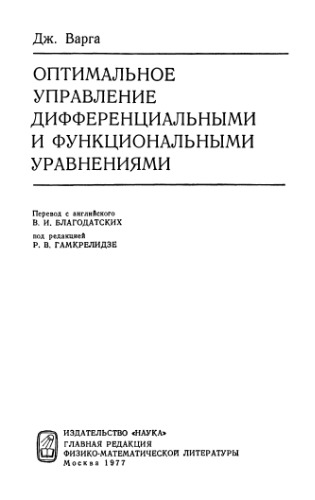 Дж. Варга
ОПТИМАЛЬНОЕ
УПРАВЛЕНИЕ
ДИФФЕРЕНЦИАЛЬНЫМИ
И ФУНКЦИОНАЛЬНЫМИ
УРАВНЕНИЯМИ
Перевод с английского
В. И. БЛАГОДАТСКИХ
под редакцией
Р. В. ГАМКРЕЛИДЗЕ
ИЗДАТЕЛЬСТВО «НАУКА»
ГЛАВНАЯ РЕДАКЦИЯ
ФИЗИКО-МАТЕМАТИЧЕСКОЙ ЛИТЕРАТУРЫ
Москва 1977